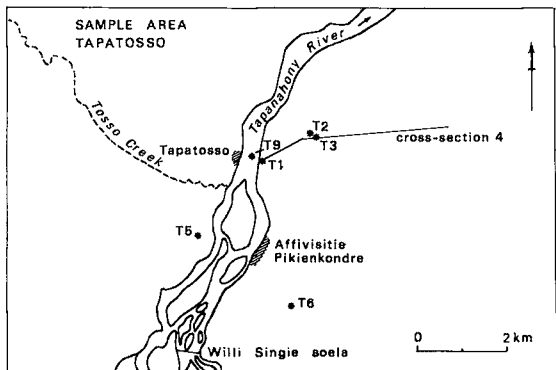 SAMPLE AREA
TAPATOSSO
Tapanahony River
Tosso Creek
Tapatosso
T9
T1
T2
T3
cross-section 4
T5
Affivisitie
Pikienkondre
T6
0 2 km
Willi Singie soela